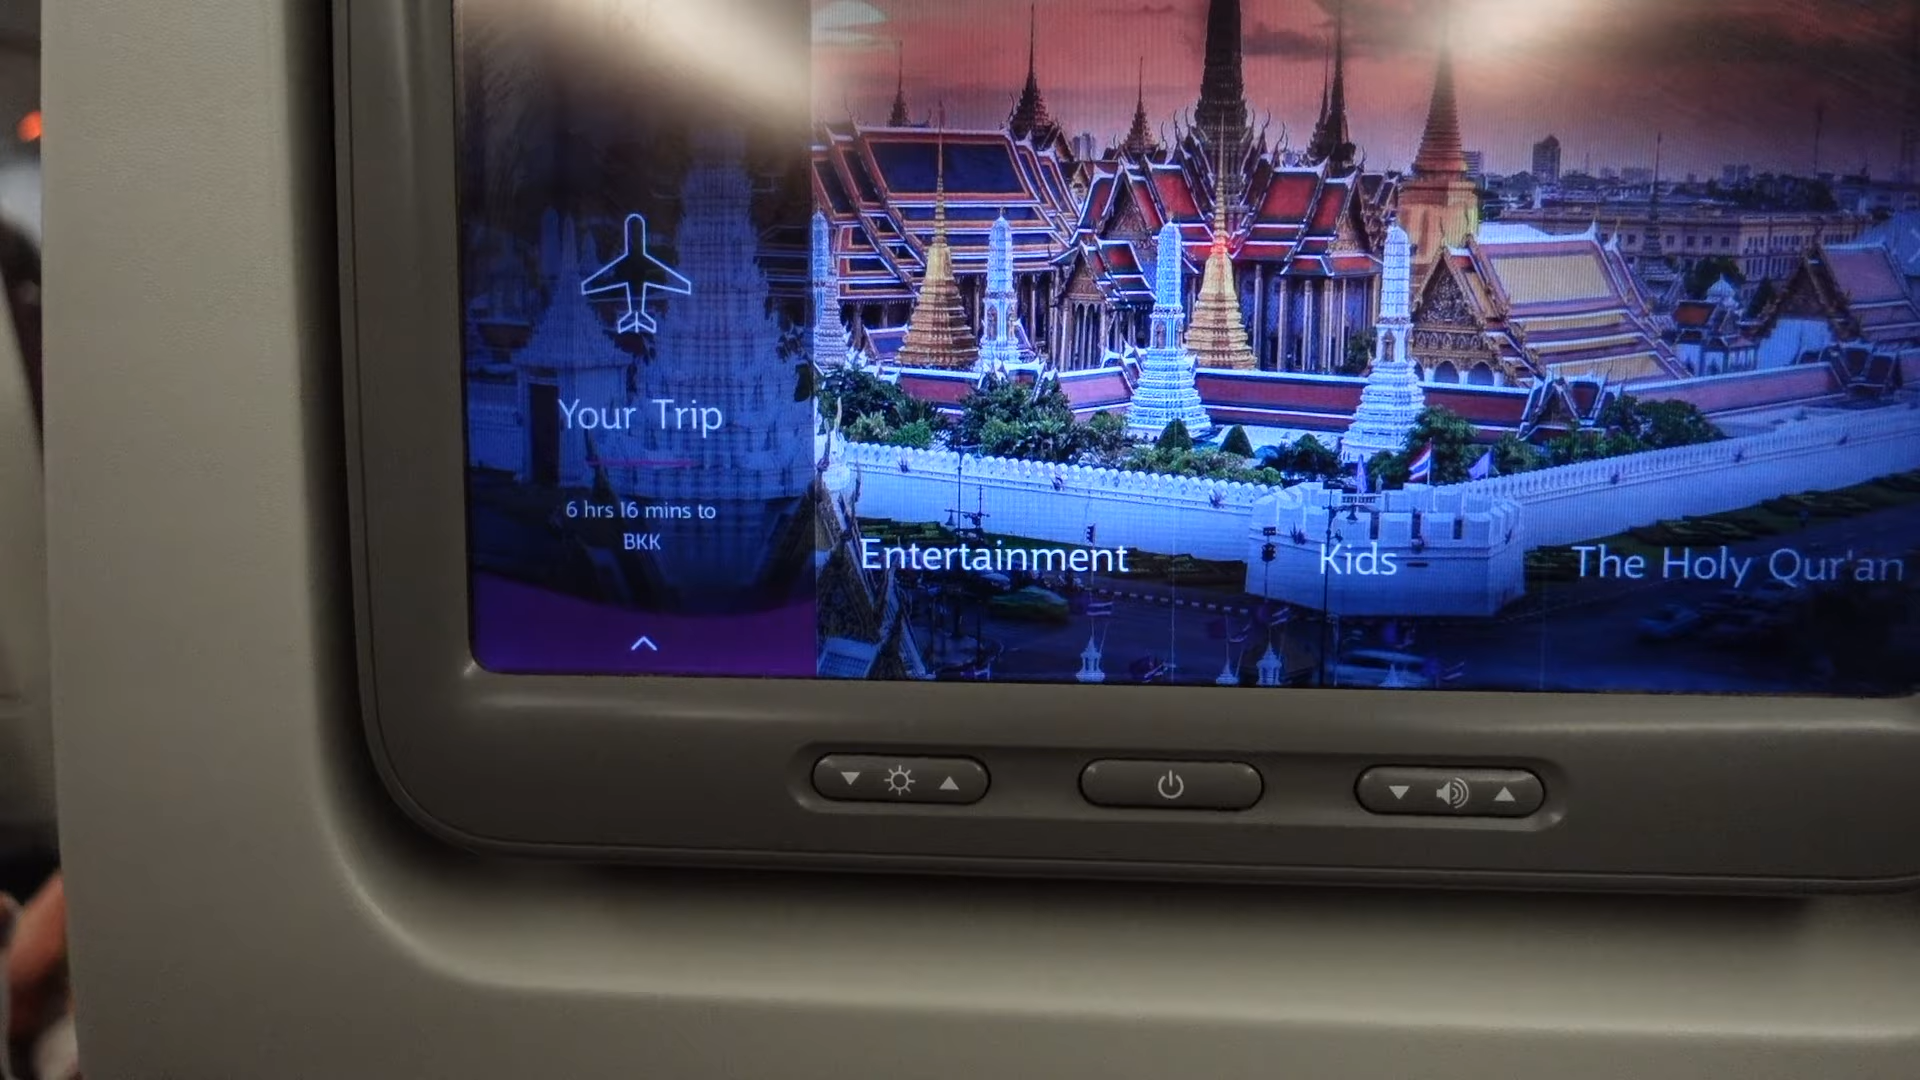 Your Trip
6 hrs 16 mins to
BKK
Entertainment
Kids
The Holy Qur'an